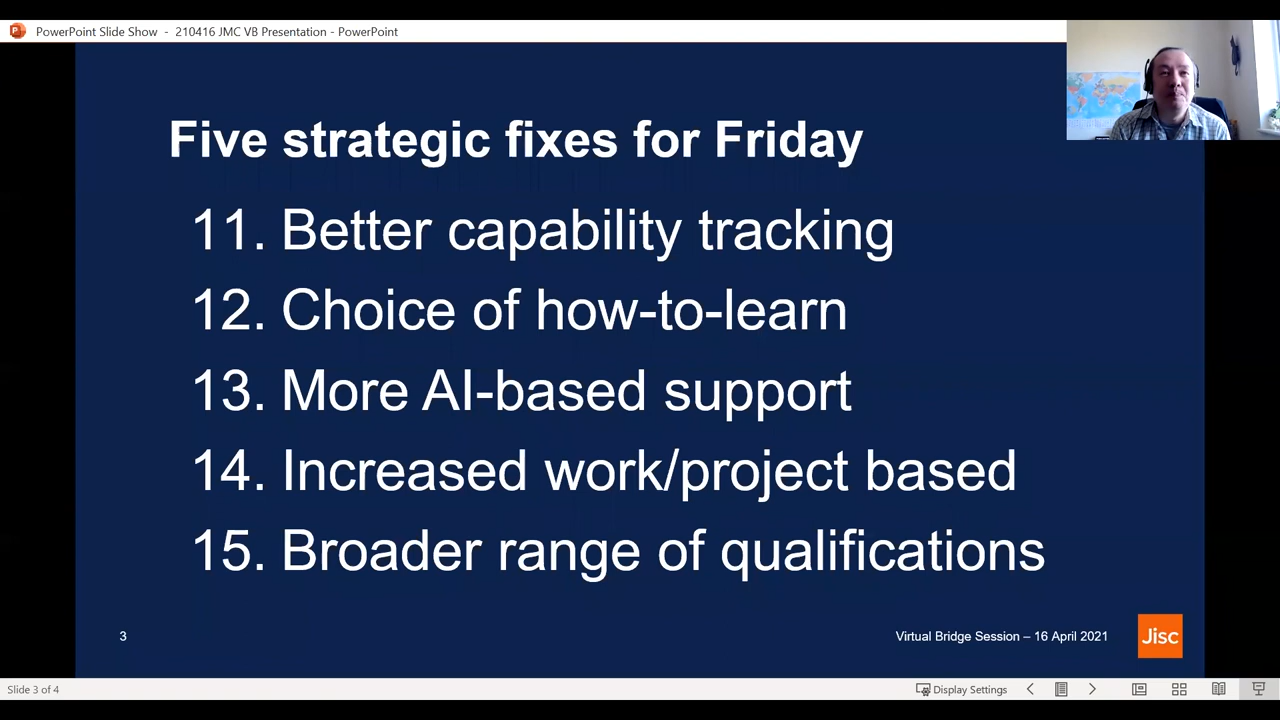 PowerPoint Slide Show - 210416 JMC VB Presentation - PowerPoint
Five strategic fixes for Friday
11. Better capability tracking
12. Choice of how-to-learn
13. More AI-based support
14. Increased work/project based
15. Broader range of qualifications
3
Virtual Bridge Session – 16 April 2021
Jisc
Slide 3 of 4
Display Settings